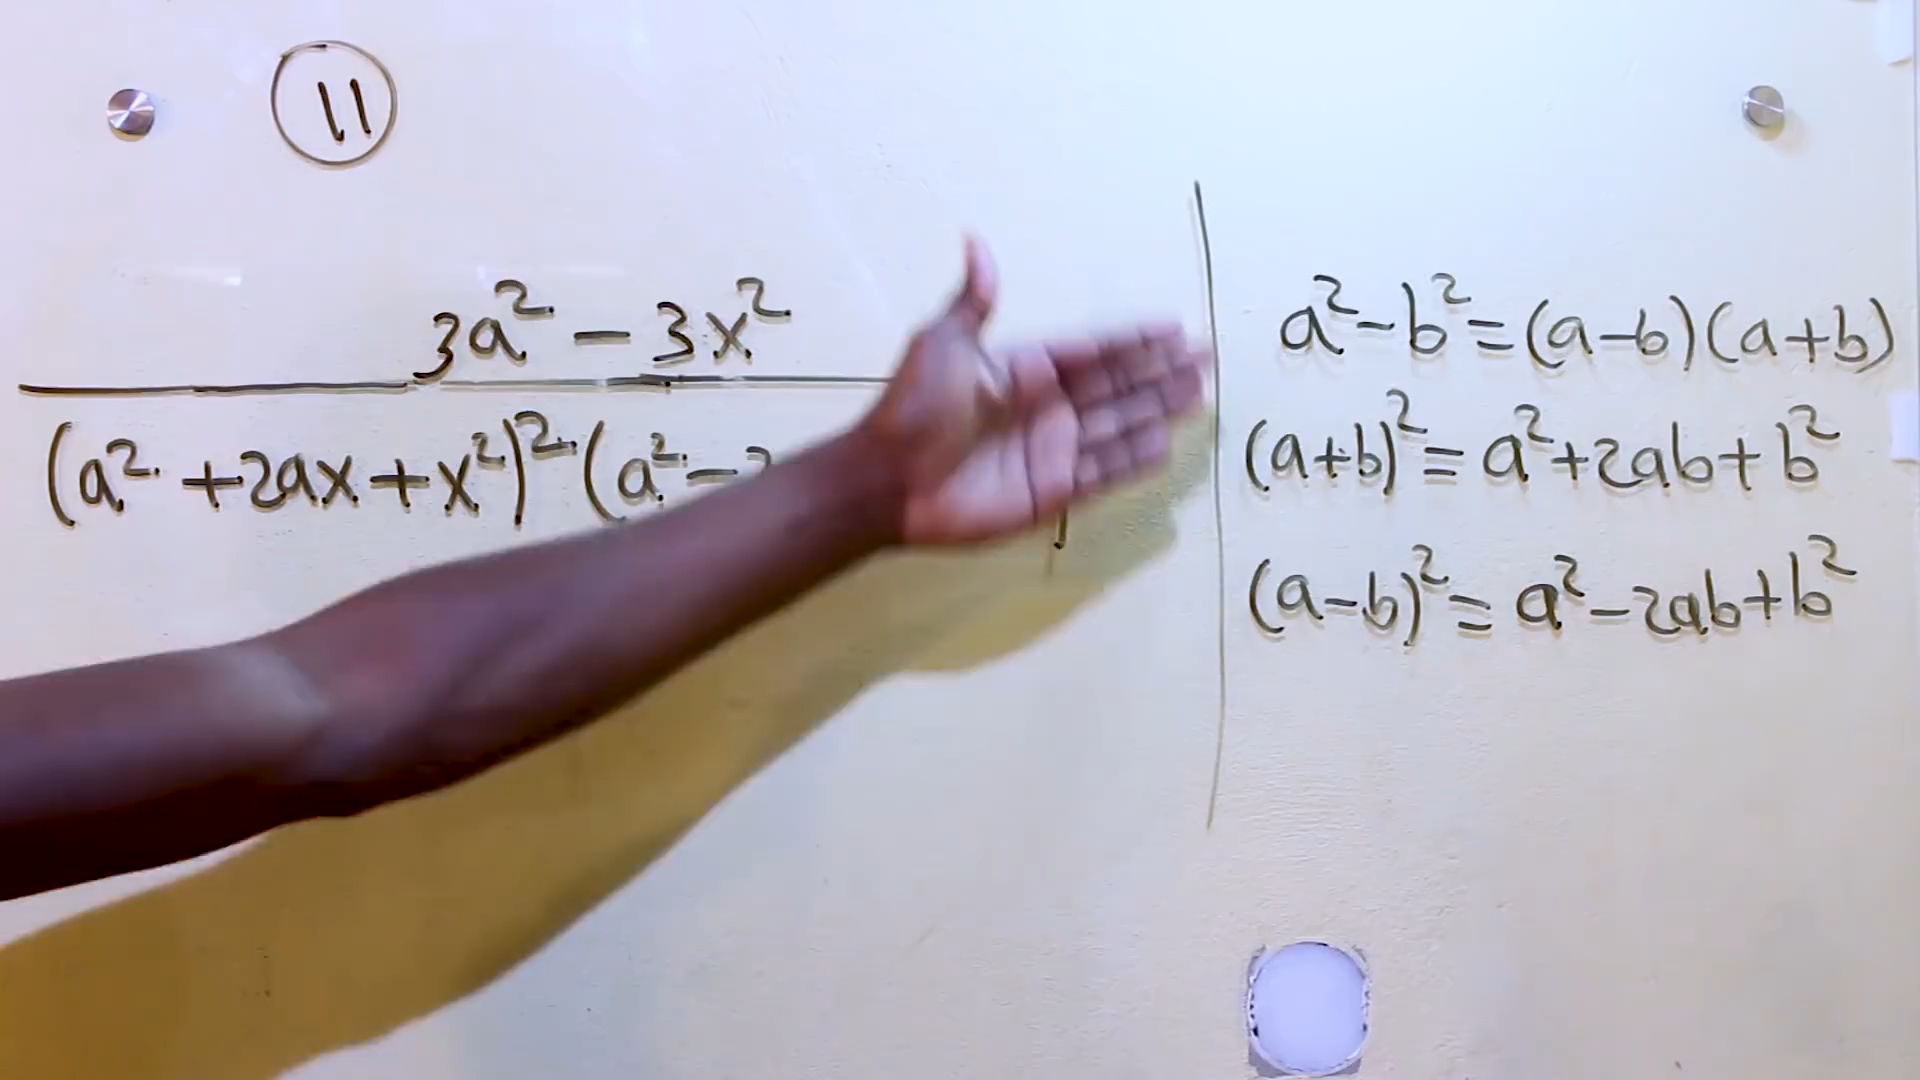 11
3a² - 3x²
(a² + 2ax + x²)² (a² -
a² - b² = (a-b)(a+b)
(a+b)² ≡ a² + 2ab + b²
(a-b)² ≡ a² - 2ab + b²